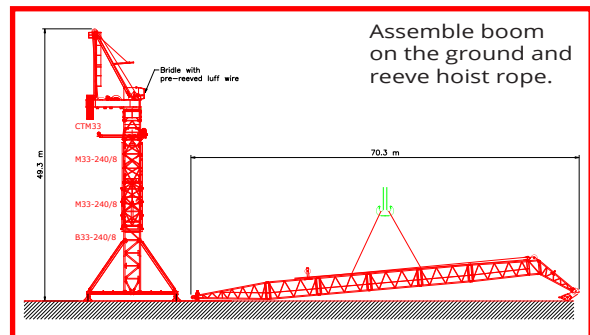 Assemble boom
on the ground and
reeve hoist rope.
Bridle with
pre-reeved luff wire
CTM33
M33-240/8
M33-240/8
B33-240/8
49.3 m
70.3 m